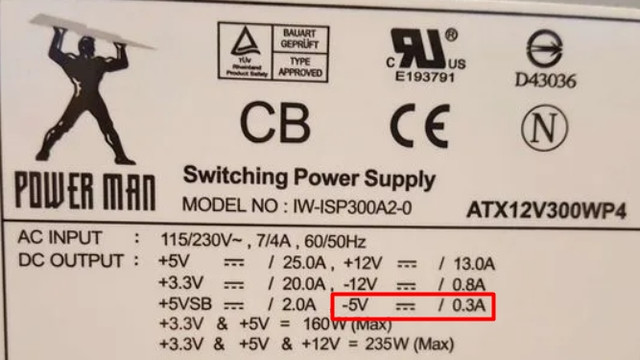 BAUART
GEPRÜFT
TÜV
Rheinland
Product Safety
TYPE
APPROVED
C RU® US
E193791
D43036
CB
CE
N
POWER MAN
Switching Power Supply
MODEL NO : IW-ISP300A2-0 ATX12V300WP4
AC INPUT : 115/230V~ , 7/4A , 60/50Hz
DC OUTPUT : +5V ⎓ / 25.0A , +12V ⎓ / 13.0A
+3.3V ⎓ / 20.0A , -12V ⎓ / 0.8A
+5VSB ⎓ / 2.0A -5V ⎓ / 0.3A
+3.3V & +5V = 160W (Max)
+3.3V & +5V & +12V = 235W (Max)